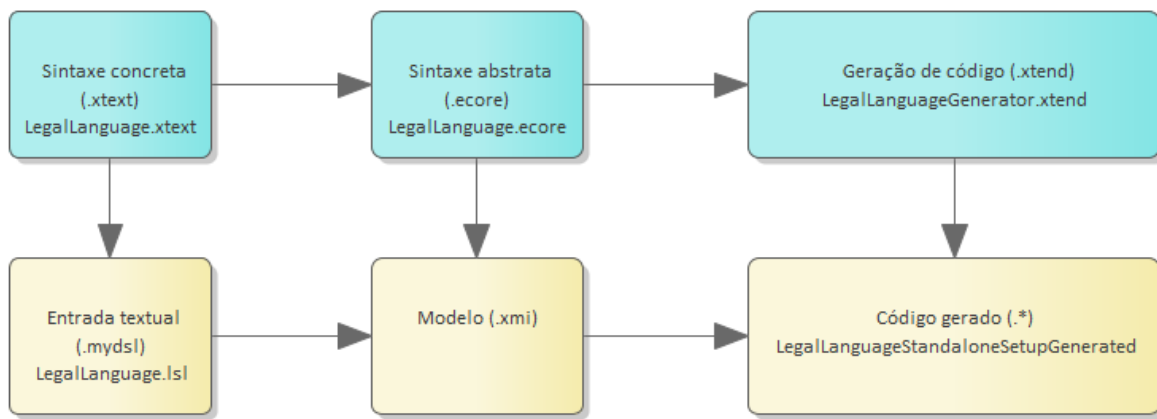 Sintaxe concreta
(.xtext)
LegalLanguage.xtext
Sintaxe abstrata
(.ecore)
LegalLanguage.ecore
Geração de código (.xtend)
LegalLanguageGenerator.xtend
Entrada textual
(.mydsl)
LegalLanguage.lsl
Modelo (.xmi)
Código gerado (.*)
LegalLanguageStandaloneSetupGenerated